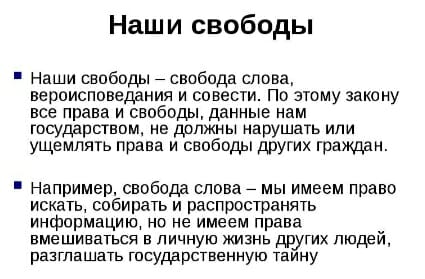 Наши свободы
Наши свободы – свобода слова,
вероисповедания и совести. По этому закону
все права и свободы, данные нам
государством, не должны нарушать или
ущемлять права и свободы других граждан.
Например, свобода слова – мы имеем право
искать, собирать и распространять
информацию, но не имеем права
вмешиваться в личную жизнь других людей,
разглашать государственную тайну